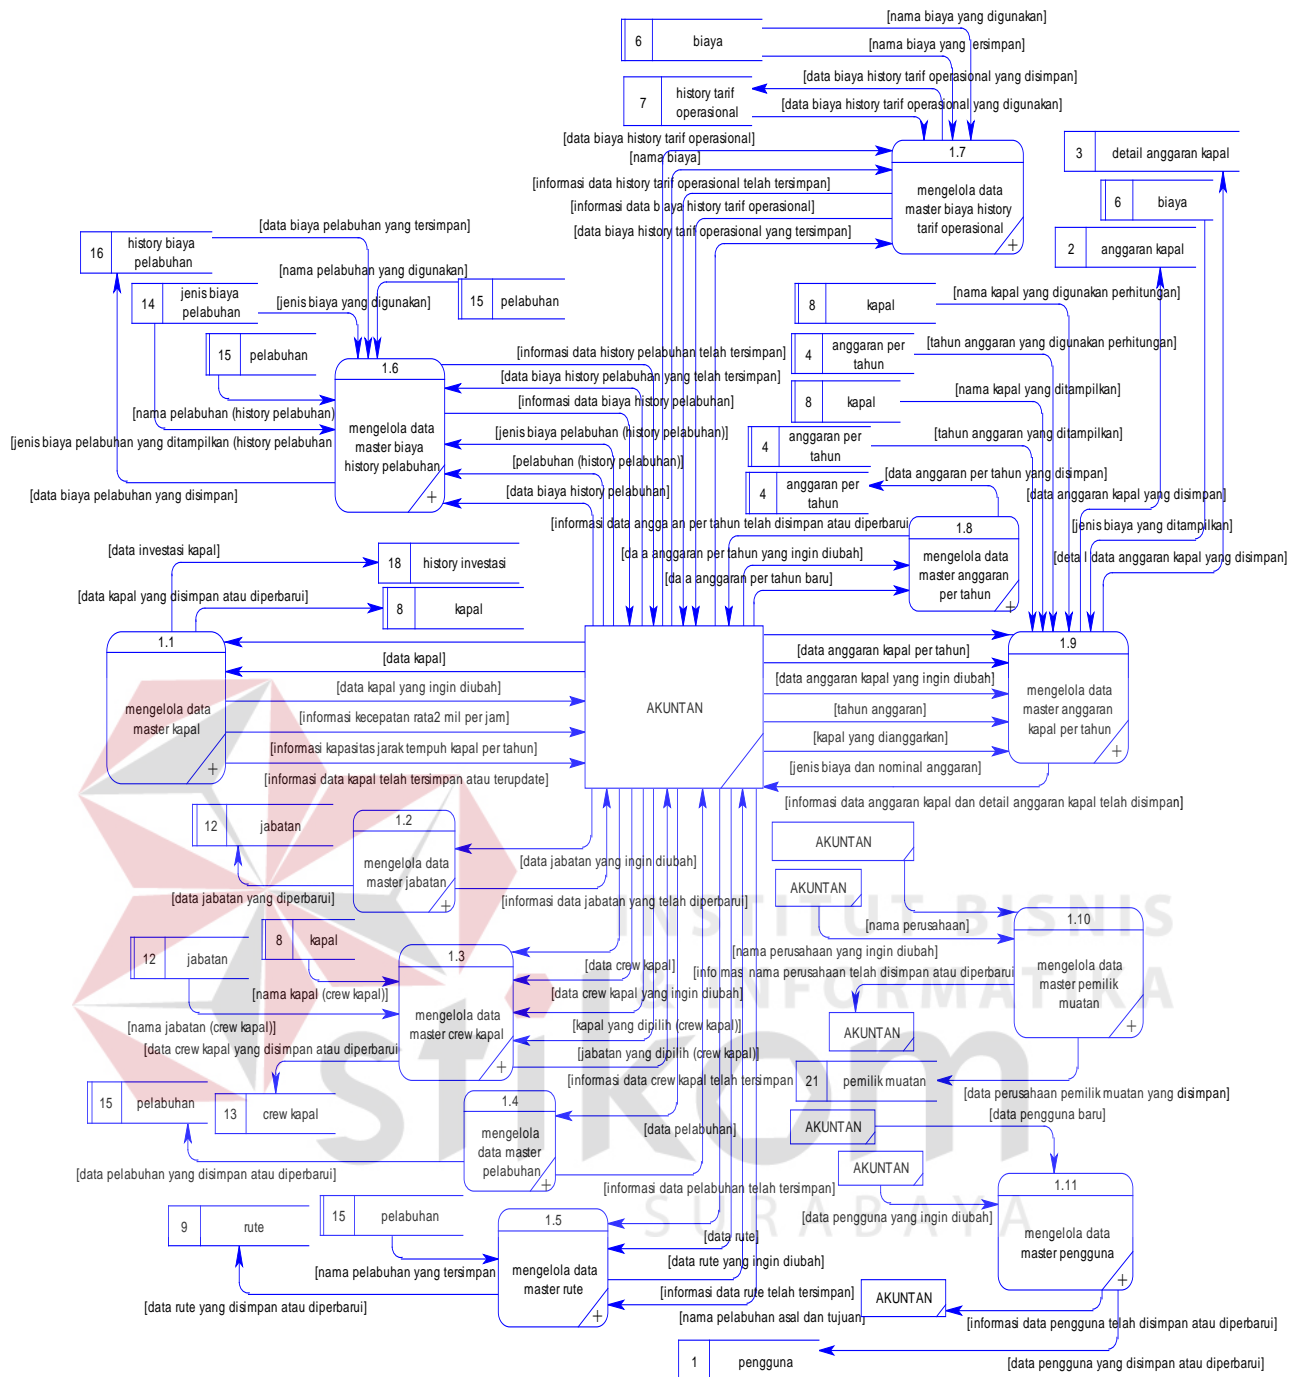 [nama biaya yang digunakan]
6 biaya
[nama biaya yang tersimpan]
[data biaya history tarif operasional yang disimpan]
7 history tarif
operasional
[data biaya history tarif operasional yang digunakan]
[data biaya history tarif operasional]
[nama biaya]
[informasi data history tarif operasional telah tersimpan]
[informasi data b aya history tarif operasional]
[data biaya history tarif operasional yang tersimpan]
1.7
mengelola data
master biaya history
tarif operasional
3 detail anggaran kapal
6 biaya
2 anggaran kapal
[data biaya pelabuhan yang tersimpan]
16 history biaya
pelabuhan
[nama pelabuhan yang digunakan]
14 jenis biaya
pelabuhan
[jenis biaya yang digunakan]
15 pelabuhan
15 pelabuhan
1.6
mengelola data
master biaya
history pelabuhan
[nama pelabuhan (history pelabuhan)
[jenis biaya pelabuhan yang ditampilkan (history pelabuhan
[data biaya pelabuhan yang disimpan]
[informasi data history pelabuhan telah tersimpan]
[data biaya history pelabuhan yang telah tersimpan]
[informasi data biaya history pelabuhan]
[jenis biaya pelabuhan (history pelabuhan)]
[pelabuhan (history pelabuhan)]
[data biaya history pelabuhan]
8 kapal
[nama kapal yang digunakan perhitungan]
4 anggaran per
tahun
[tahun anggaran yang digunakan perhitungan]
8 kapal
[nama kapal yang ditampilkan]
4 anggaran per
tahun
[tahun anggaran yang ditampilkan]
4 anggaran per
tahun
[data anggaran per tahun yang disimpan]
[data anggaran kapal yang disimpan]
[jenis biaya yang ditampilkan]
[deta l data anggaran kapal yang disimpan]
[informasi data angga an per tahun telah disimpan atau diperbarui
[da a anggaran per tahun yang ingin diubah]
[da a anggaran per tahun baru]
1.8
mengelola data
master anggaran
per tahun
[data investasi kapal]
18 history investasi
[data kapal yang disimpan atau diperbarui]
8 kapal
1.1
mengelola data
master kapal
[data kapal]
[data kapal yang ingin diubah]
[informasi kecepatan rata2 mil per jam]
[informasi kapasitas jarak tempuh kapal per tahun]
[informasi data kapal telah tersimpan atau terupdate]
AKUNTAN
[data anggaran kapal per tahun]
[data anggaran kapal yang ingin diubah]
[tahun anggaran]
[kapal yang dianggarkan]
[jenis biaya dan nominal anggaran]
[informasi data anggaran kapal dan detail anggaran kapal telah disimpan]
1.9
mengelola data
master anggaran
kapal per tahun
12 jabatan
1.2
mengelola data
master jabatan
[data jabatan yang diperbarui]
[data jabatan yang ingin diubah]
[informasi data jabatan yang telah diperbarui]
AKUNTAN
AKUNTAN
[nama perusahaan]
[nama perusahaan yang ingin diubah]
[info mas nama perusahaan telah disimpan atau diperbarui
1.10
mengelola data
master pemilik
muatan
AKUNTAN
21 pemilik muatan
[data perusahaan pemilik muatan yang disimpan]
8 kapal
12 jabatan
[nama kapal (crew kapal)]
[nama jabatan (crew kapal)]
[data crew kapal yang disimpan atau diperbarui
1.3
mengelola data
master crew kapal
[data crew kapal]
[data crew kapal yang ingin diubah]
[kapal yang dipilih (crew kapal)]
[jabatan yang dipilih (crew kapal)]
[informasi data crew kapal telah tersimpan
13 crew kapal
15 pelabuhan
1.4
mengelola
data master
pelabuhan
[data pelabuhan]
[data pelabuhan yang disimpan atau diperbarui]
[informasi data pelabuhan telah tersimpan]
AKUNTAN
[data pengguna baru]
AKUNTAN
[data pengguna yang ingin diubah]
1.11
mengelola data
master pengguna
AKUNTAN
[informasi data pengguna telah disimpan atau diperbarui]
1 pengguna
[data pengguna yang disimpan atau diperbarui]
9 rute
15 pelabuhan
1.5
mengelola data
master rute
[nama pelabuhan yang tersimpan
[data rute yang disimpan atau diperbarui]
[data rute]
[data rute yang ingin diubah]
[informasi data rute telah tersimpan]
[nama pelabuhan asal dan tujuan]
INSTITUT BISNIS
& INFORMATIKA
stikom
SURABAYA